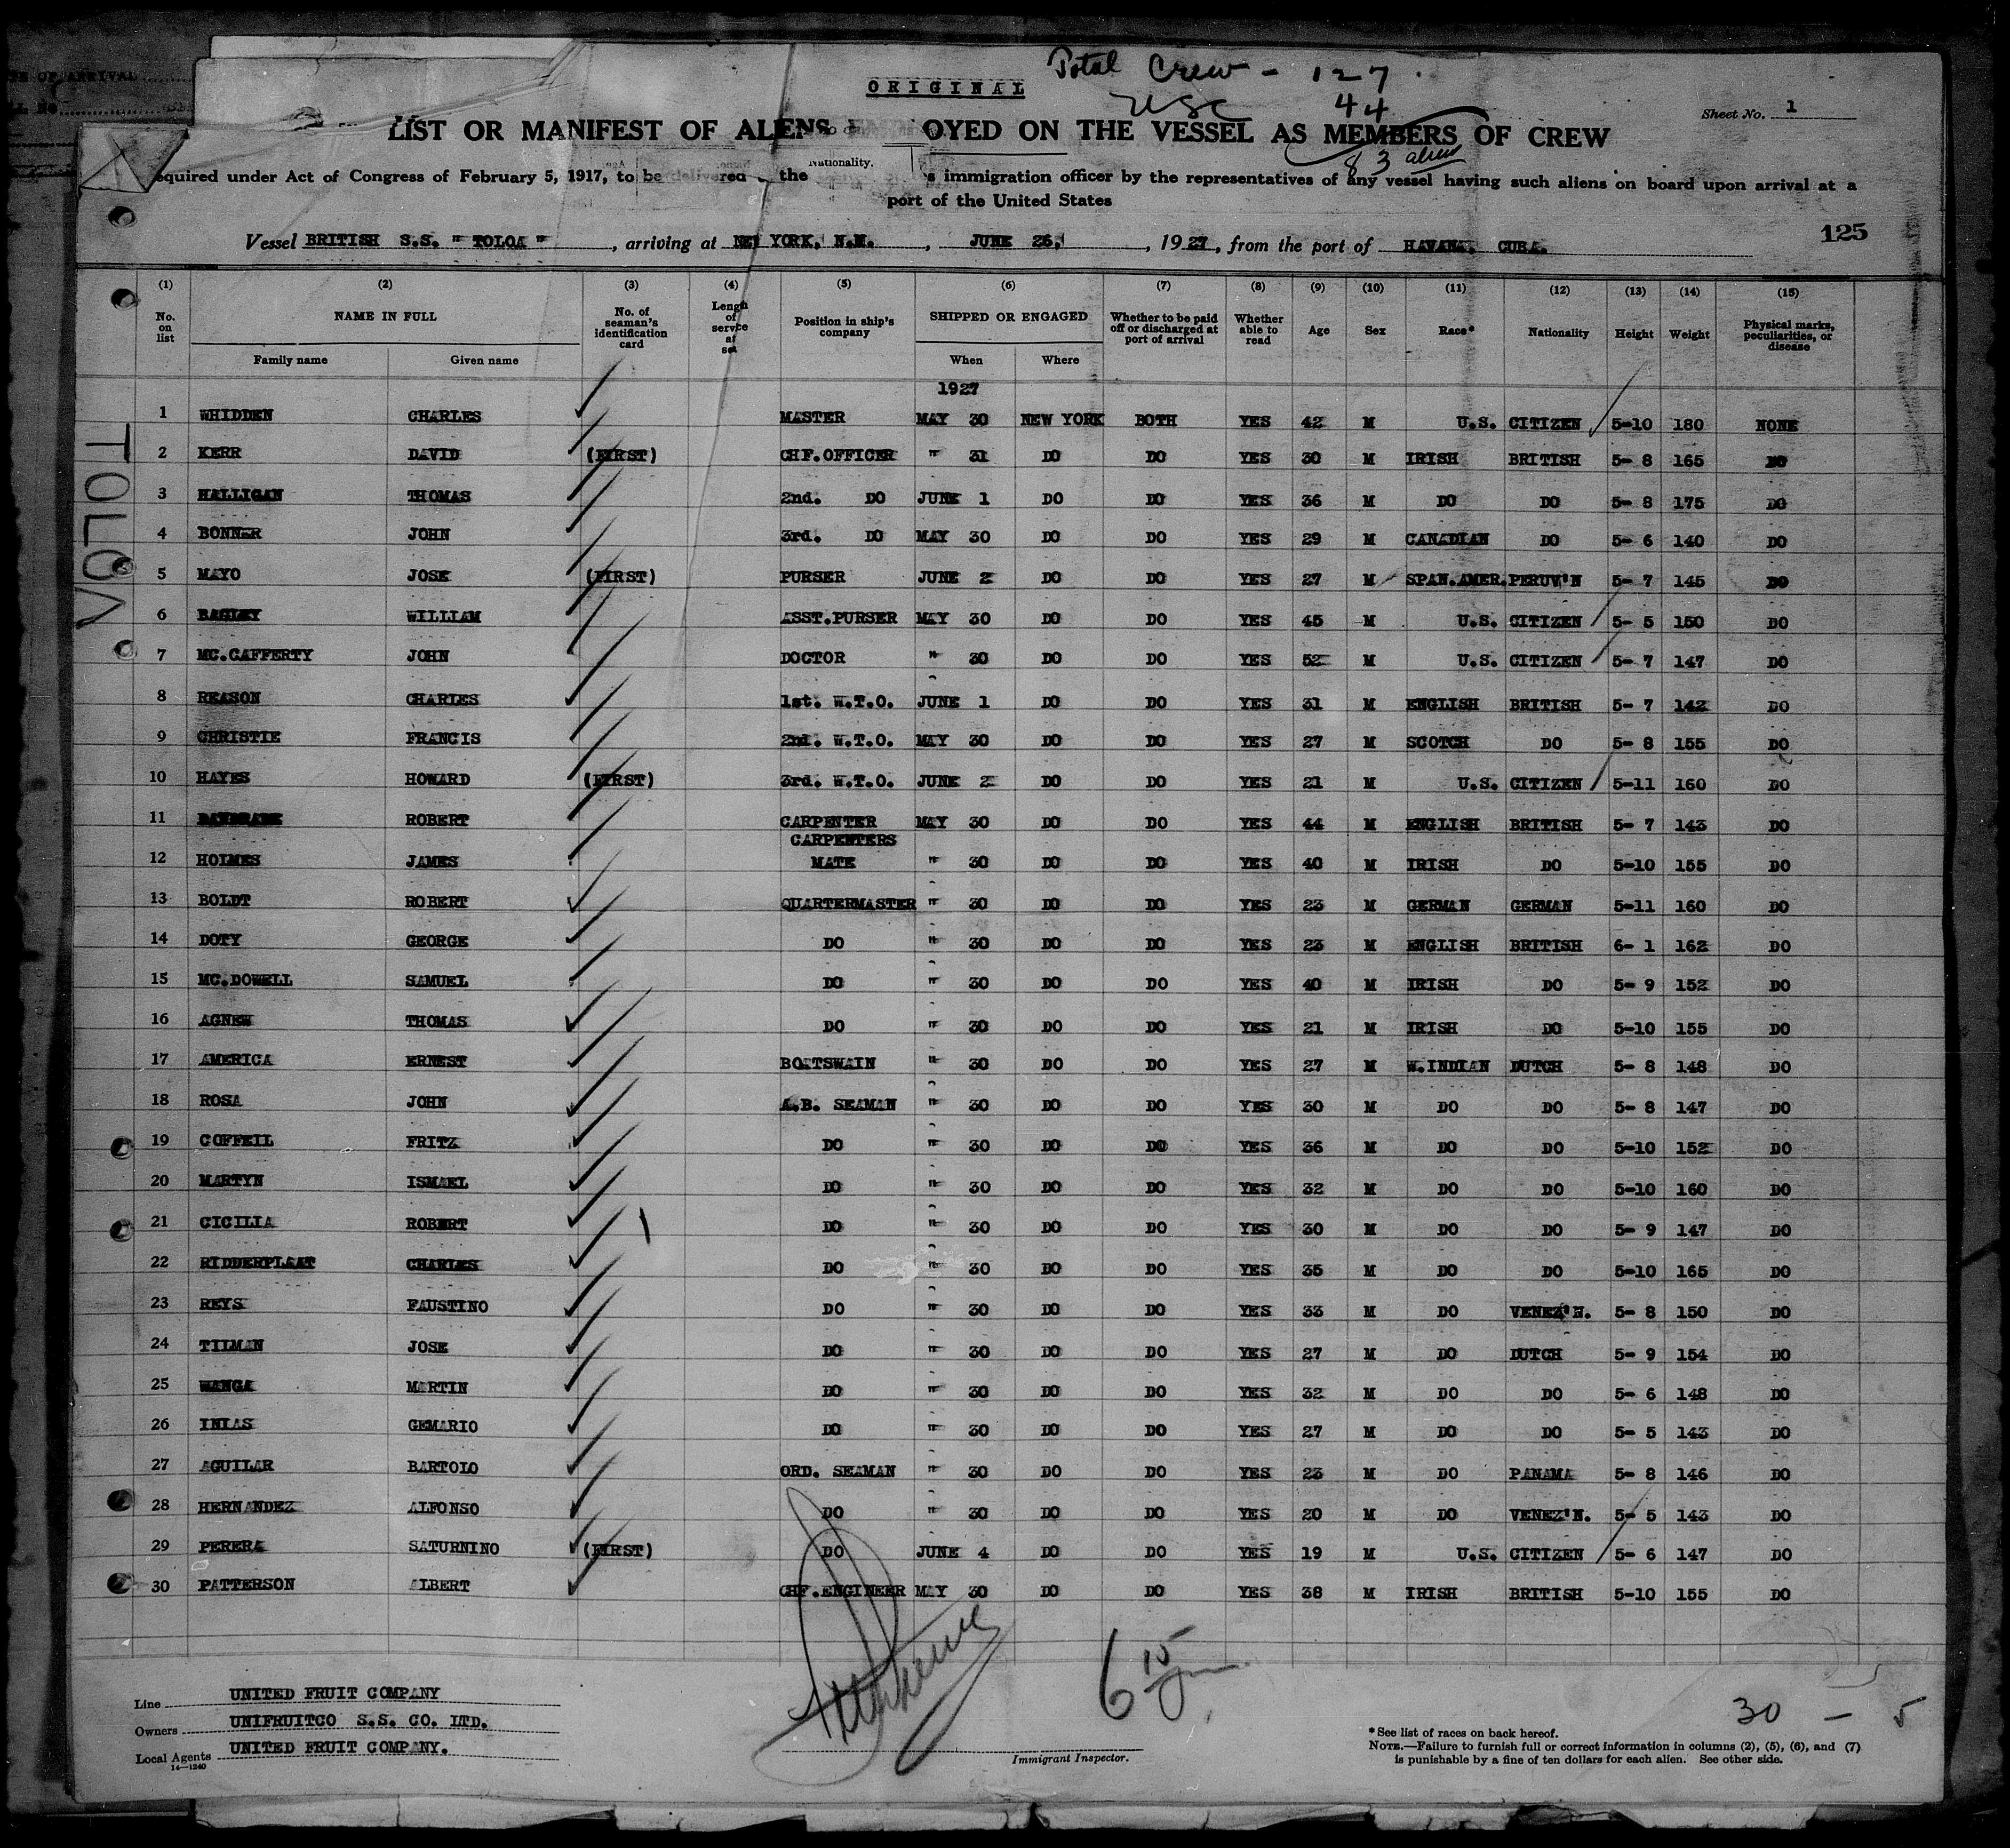 Total Crew - 127.
ORIGINAL
USC 44
Sheet No. 1
LIST OR MANIFEST OF ALIENS OYED ON THE VESSEL AS MEMBERS OF CREW
83 aliens
equired under Act of Congress of February 5, 1917, to be delivered the s immigration officer by the representatives of any vessel having such aliens on board upon arrival at a
Nationality.
port of the United States
125
Vessel BRITISH S.S. "TOLOA", arriving at NEW YORK, N.N., JUNE 26, 1927, from the port of HAVANA, CUBA.
TOLOA
(1) (2) (3) (4) (5) (6) (7) (8) (9) (10) (11) (12) (13) (14) (15)
No. on list NAME IN FULL Family name Given name No. of seaman's identification card Length of service at sea Position in ship's company SHIPPED OR ENGAGED When Where Whether to be paid off or discharged at port of arrival Whether able to read Age Sex Race* Nationality Height Weight Physical marks, peculiarities, or disease
1927
1 WHIDDEN CHARLES MASTER MAY 30 NEW YORK BOTH YES 42 M U.S. CITIZEN 5-10 180 NONE
2 KERR DAVID (FIRST) CHF.OFFICER " 31 DO DO YES 30 M IRISH BRITISH 5- 8 165 DO
3 HALLIGAN THOMAS 2nd. DO JUNE 1 DO DO YES 36 M DO DO 5- 8 175 DO
4 BONNER JOHN 3rd. DO MAY 30 DO DO YES 29 M CANADIAN DO 5- 6 140 DO
5 MAYO JOSE (FIRST) PURSER JUNE 2 DO DO YES 27 M SPAN.AMER. PERUV'N 5- 7 145 DO
6 BAGLEY WILLIAM ASST.PURSER MAY 30 DO DO YES 45 M U.S. CITIZEN 5- 5 150 DO
7 MC.CAFFERTY JOHN DOCTOR " 30 DO DO YES 52 M U.S. CITIZEN 5- 7 147 DO
8 REASON CHARLES 1st. W.T.O. JUNE 1 DO DO YES 31 M ENGLISH BRITISH 5- 7 142 DO
9 CHRISTIE FRANCIS 2nd. W.T.O. MAY 30 DO DO YES 27 M SCOTCH DO 5- 8 155 DO
10 HAYES HOWARD (FIRST) 3rd. W.T.O. JUNE 2 DO DO YES 21 M U.S. CITIZEN 5-11 160 DO
11 ROBERT CARPENTER MAY 30 DO DO YES 44 M ENGLISH BRITISH 5- 7 143 DO
12 HOLMES JAMES CARPENTERS MATE " 30 DO DO YES 40 M IRISH DO 5-10 155 DO
13 BOLDT ROBERT QUARTERMASTER " 30 DO DO YES 23 M GERMAN GERMAN 5-11 160 DO
14 DOTY GEORGE DO " 30 DO DO YES 23 M ENGLISH BRITISH 6- 1 162 DO
15 MC.DOWELL SAMUEL DO " 30 DO DO YES 40 M IRISH DO 5- 9 152 DO
16 AGNEW THOMAS DO " 30 DO DO YES 21 M IRISH DO 5-10 155 DO
17 AMERICA ERNEST BOATSWAIN " 30 DO DO YES 27 M W.INDIAN DUTCH 5- 8 148 DO
18 ROSA JOHN A.B. SEAMAN " 30 DO DO YES 30 M DO DO 5- 8 147 DO
19 COFFEIL FRITZ DO " 30 DO DO YES 36 M DO DO 5-10 152 DO
20 MARTYN ISMAEL DO " 30 DO DO YES 32 M DO DO 5-10 160 DO
21 CICILIA ROBERT DO " 30 DO DO YES 30 M DO DO 5- 9 147 DO
22 RIDDERPLAAT CHARLES DO " 30 DO DO YES 35 M DO DO 5-10 165 DO
23 REYS FAUSTINO DO " 30 DO DO YES 33 M DO VENEZ'N. 5- 8 150 DO
24 TILMAN JOSE DO " 30 DO DO YES 27 M DO DUTCH 5- 9 154 DO
25 WANGA MARTIN DO " 30 DO DO YES 32 M DO DO 5- 6 148 DO
26 INIAS GEMARIO DO " 30 DO DO YES 27 M DO DO 5- 5 143 DO
27 AGUILAR BARTOLO ORD. SEAMAN " 30 DO DO YES 23 M DO PANAMA 5- 8 146 DO
28 HERNANDEZ ALFONSO DO " 30 DO DO YES 20 M DO VENEZ'N. 5- 5 143 DO
29 PERERA SATURNINO (FIRST) DO JUNE 4 DO DO YES 19 M U.S. CITIZEN 5- 6 147 DO
30 PATTERSON ALBERT CHF.ENGINEER MAY 30 DO DO YES 38 M IRISH BRITISH 5-10 155 DO
Line UNITED FRUIT COMPANY
Owners UNIFRUITCO S.S. CO. LTD.
Local Agents UNITED FRUIT COMPANY.
14—1240
Immigrant Inspector.
6 15
30 - 5
*See list of races on back hereof.
NOTE.—Failure to furnish full or correct information in columns (2), (5), (6), and (7)
is punishable by a fine of ten dollars for each alien. See other side.